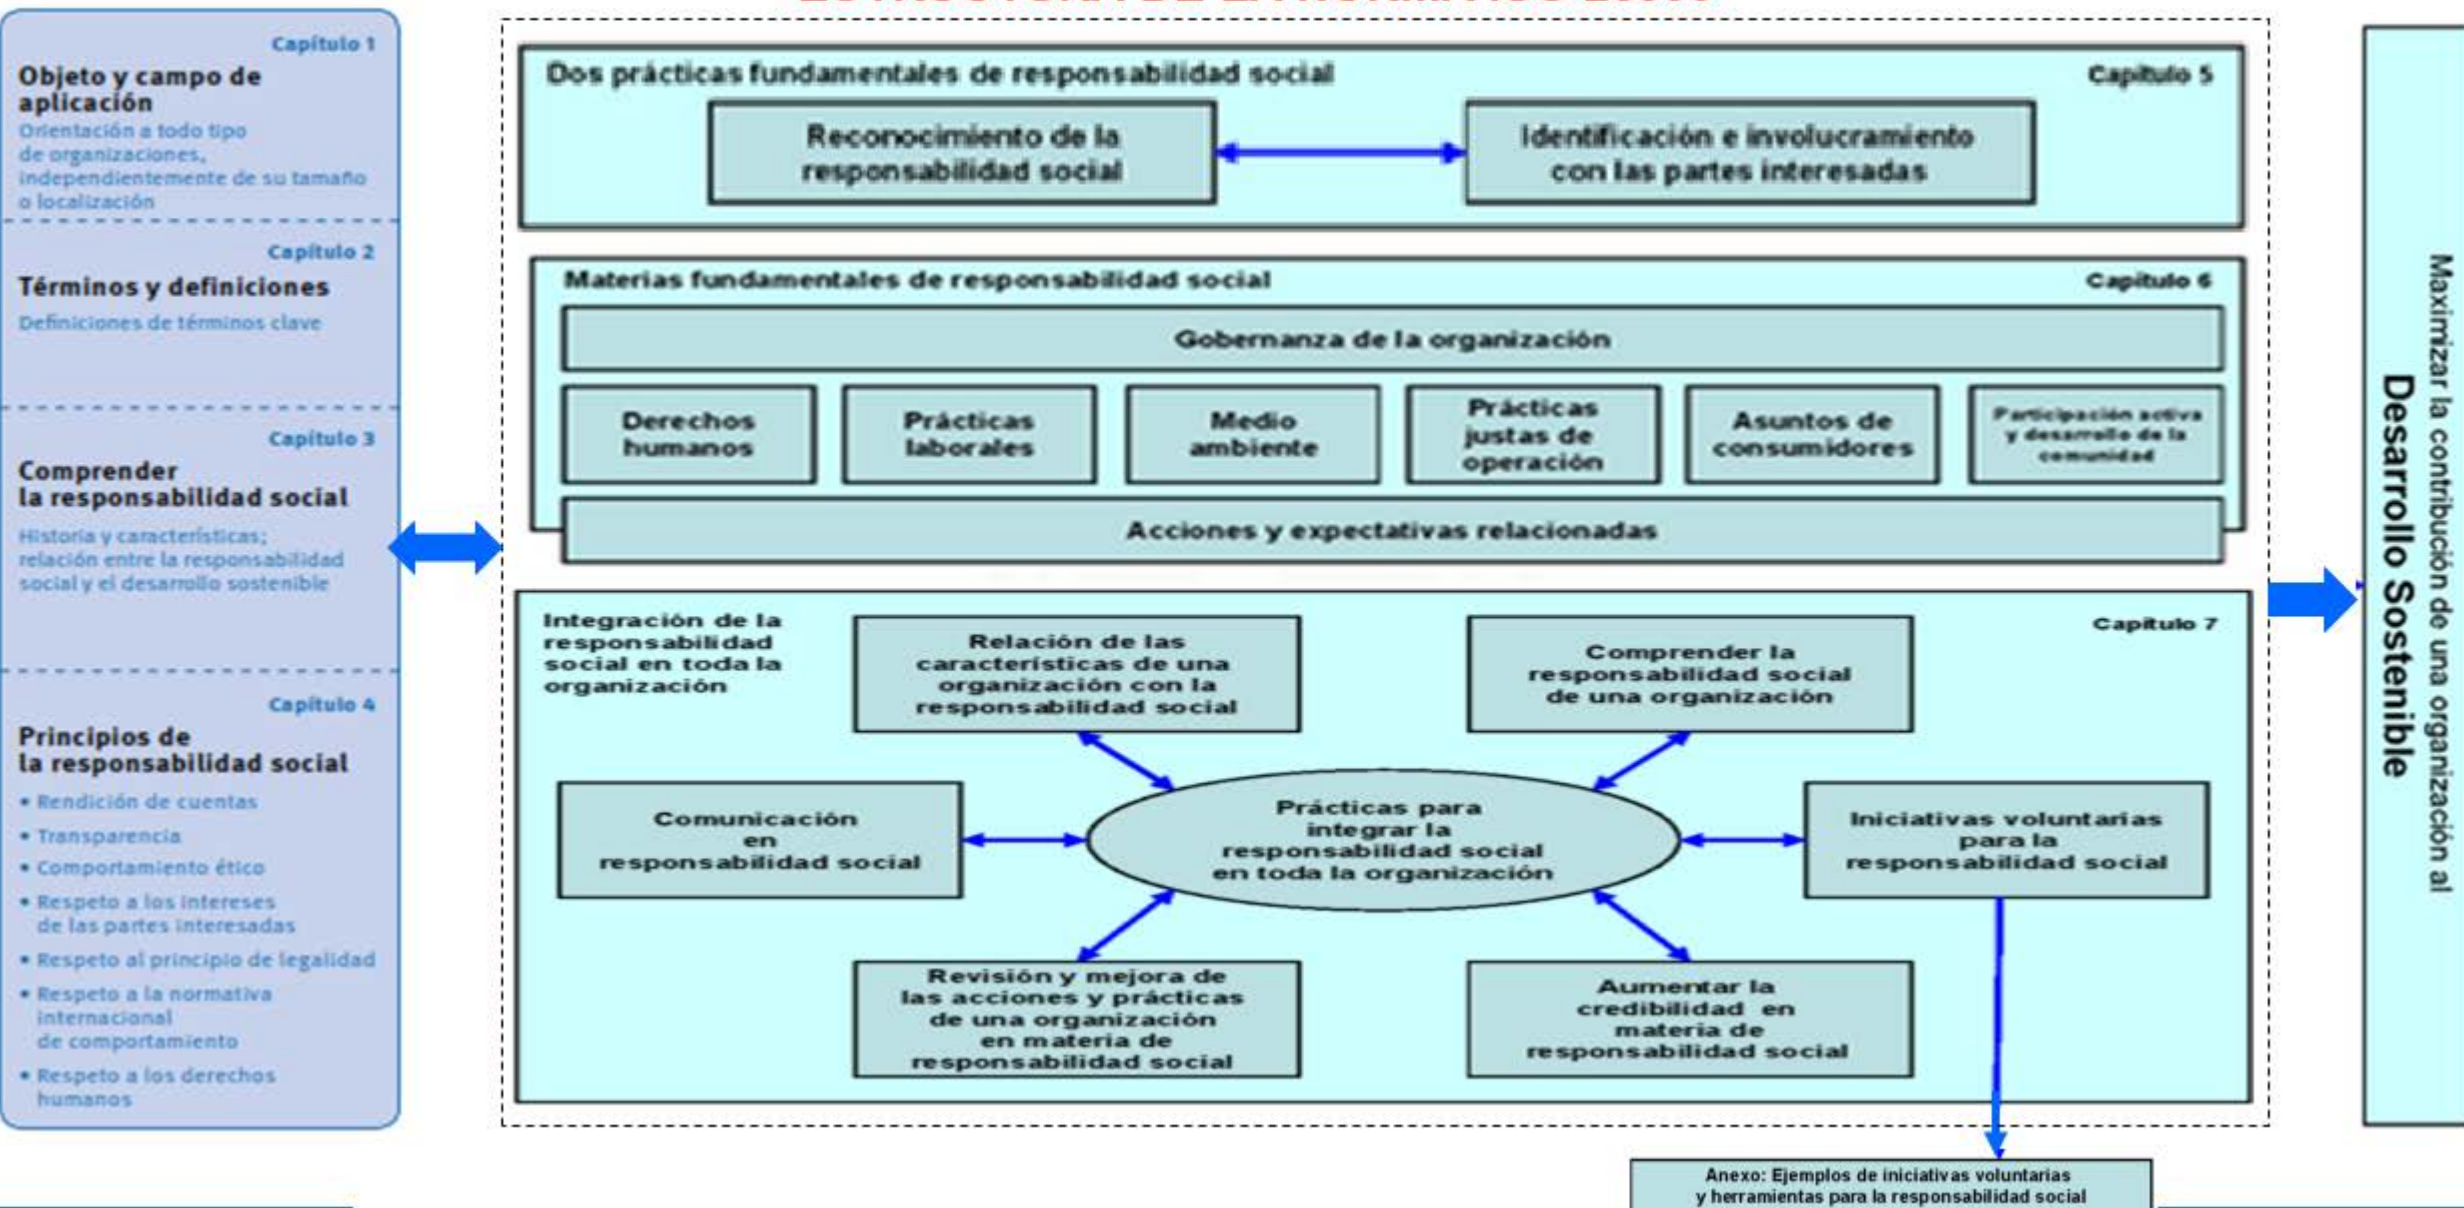 Capítulo 1
Objeto y campo de
aplicación
Orientación a todo tipo
de organizaciones,
independientemente de su tamaño
o localización
Capítulo 2
Términos y definiciones
Definiciones de términos clave
Capítulo 3
Comprender
la responsabilidad social
Historia y características;
relación entre la responsabilidad
social y el desarrollo sostenible
Capítulo 4
Principios de
la responsabilidad social
• Rendición de cuentas
• Transparencia
• Comportamiento ético
• Respeto a los intereses
de las partes interesadas
• Respeto al principio de legalidad
• Respeto a la normativa
internacional
de comportamiento
• Respeto a los derechos
humanos
Dos prácticas fundamentales de responsabilidad social
Capítulo 5
Reconocimiento de la
responsabilidad social
Identificación e involucramiento
con las partes interesadas
Materias fundamentales de responsabilidad social
Capítulo 6
Gobernanza de la organización
Derechos
humanos
Prácticas
laborales
Medio
ambiente
Prácticas
justas de
operación
Asuntos de
consumidores
Participación activa
y desarrollo de la
comunidad
Acciones y expectativas relacionadas
Integración de la
responsabilidad
social en toda la
organización
Capítulo 7
Relación de las
características de una
organización con la
responsabilidad social
Comprender la
responsabilidad social
de una organización
Comunicación
en
responsabilidad social
Prácticas para
integrar la
responsabilidad social
en toda la organización
Iniciativas voluntarias
para la
responsabilidad social
Revisión y mejora de
las acciones y prácticas
de una organización
en materia de
responsabilidad social
Aumentar la
credibilidad en
materia de
responsabilidad social
Anexo: Ejemplos de iniciativas voluntarias
y herramientas para la responsabilidad social
Maximizar la contribución de una organización al
Desarrollo Sostenible